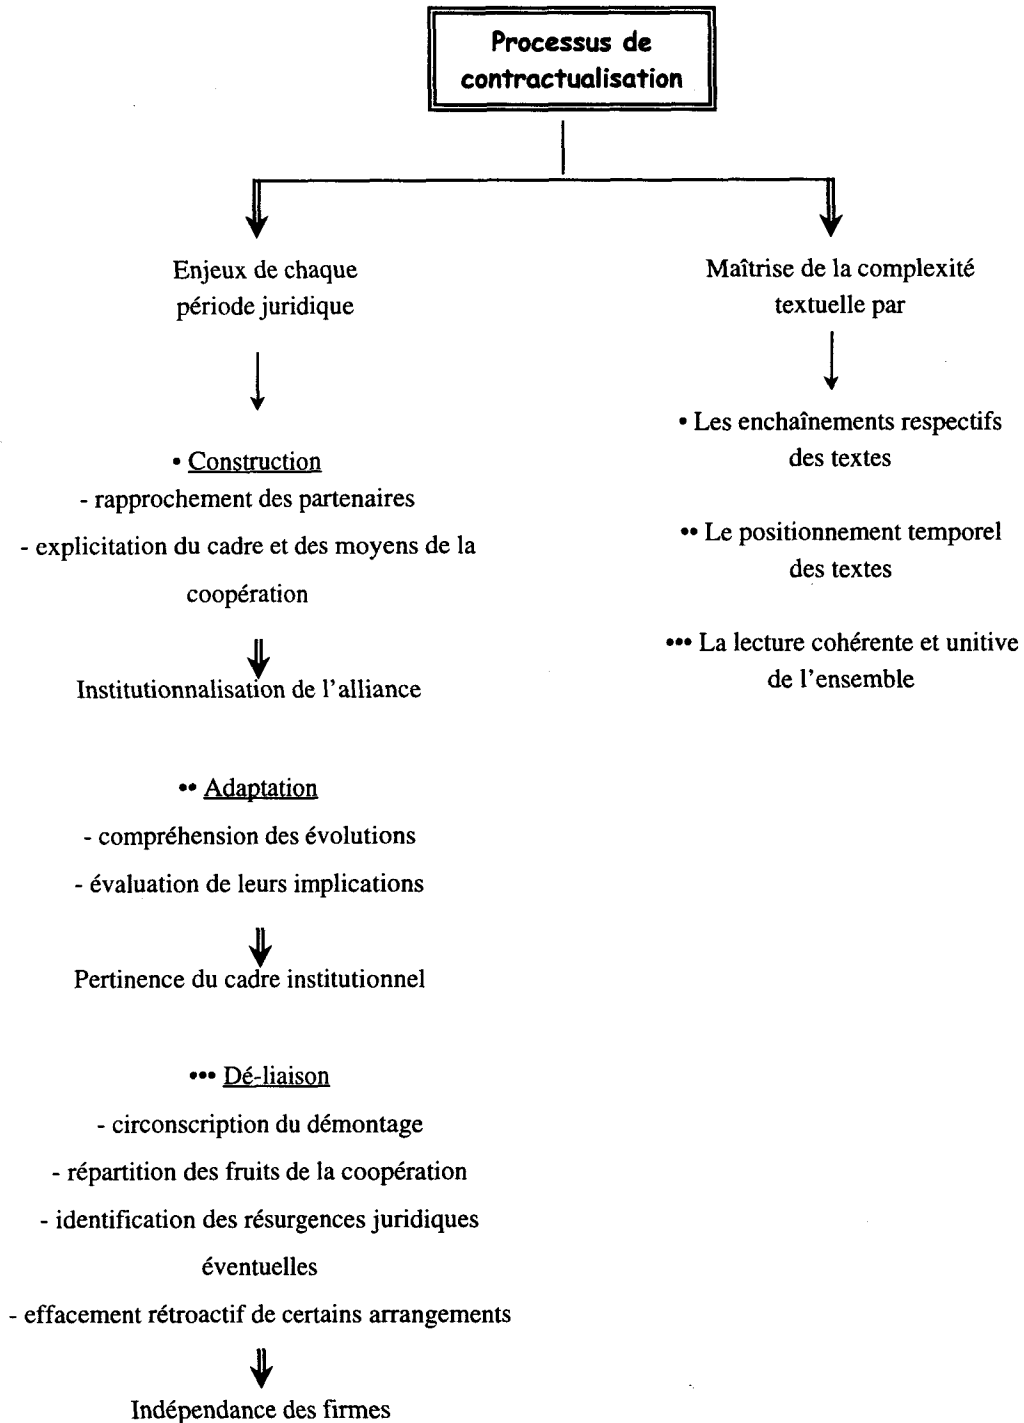 Processus de
contractualisation
Enjeux de chaque
période juridique
• Construction
- rapprochement des partenaires
- explicitation du cadre et des moyens de la
coopération
Institutionnalisation de l'alliance
•• Adaptation
- compréhension des évolutions
- évaluation de leurs implications
Pertinence du cadre institutionnel
••• Dé-liaison
- circonscription du démontage
- répartition des fruits de la coopération
- identification des résurgences juridiques
éventuelles
- effacement rétroactif de certains arrangements
Indépendance des firmes
Maîtrise de la complexité
textuelle par
• Les enchaînements respectifs
des textes
•• Le positionnement temporel
des textes
••• La lecture cohérente et unitive
de l'ensemble